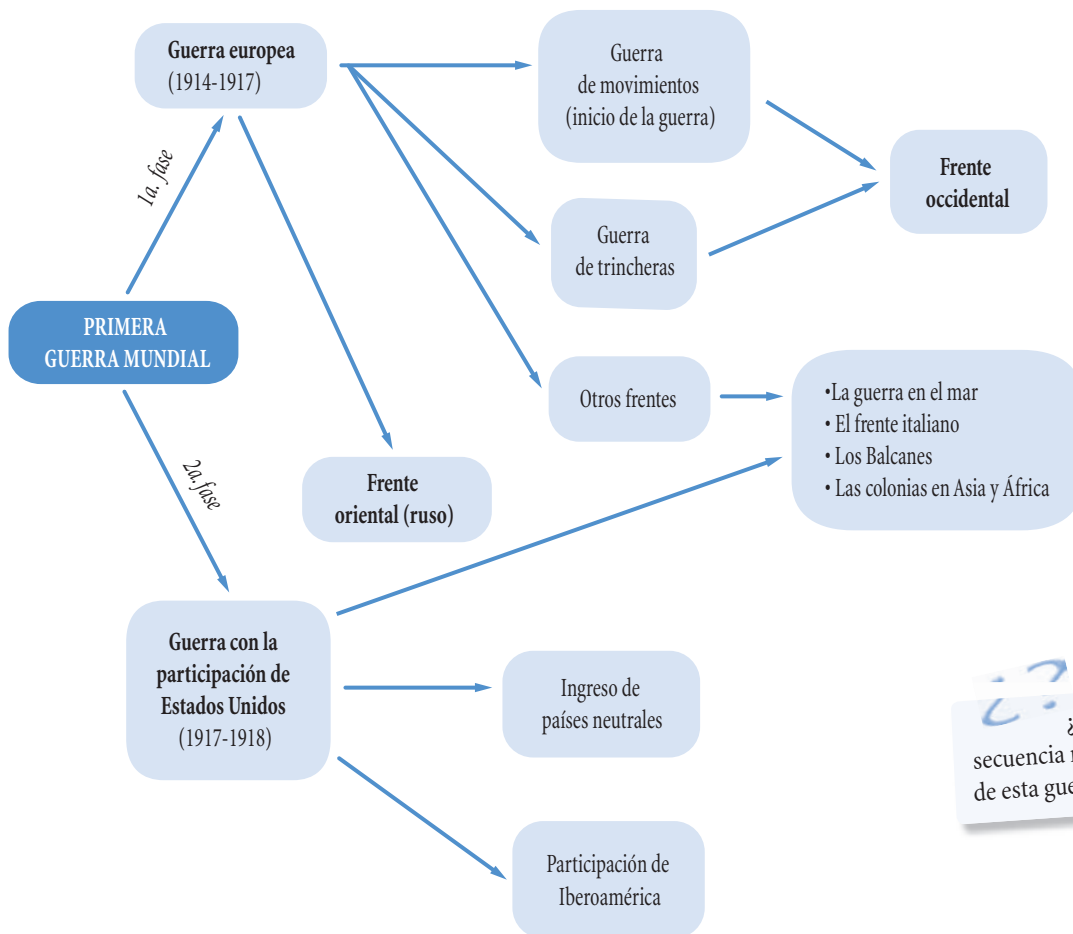 Guerra europea
(1914-1917)
Guerra
de movimientos
(inicio de la guerra)
Frente
occidental
1a. fase
Guerra
de trincheras
PRIMERA
GUERRA MUNDIAL
Otros frentes
•La guerra en el mar
• El frente italiano
• Los Balcanes
• Las colonias en Asia y África
2a. fase
Frente
oriental (ruso)
Guerra con la
participación de
Estados Unidos
(1917-1918)
Ingreso de
países neutrales
¿?
¿
secuencia
de esta
Participación de
Iberoamérica